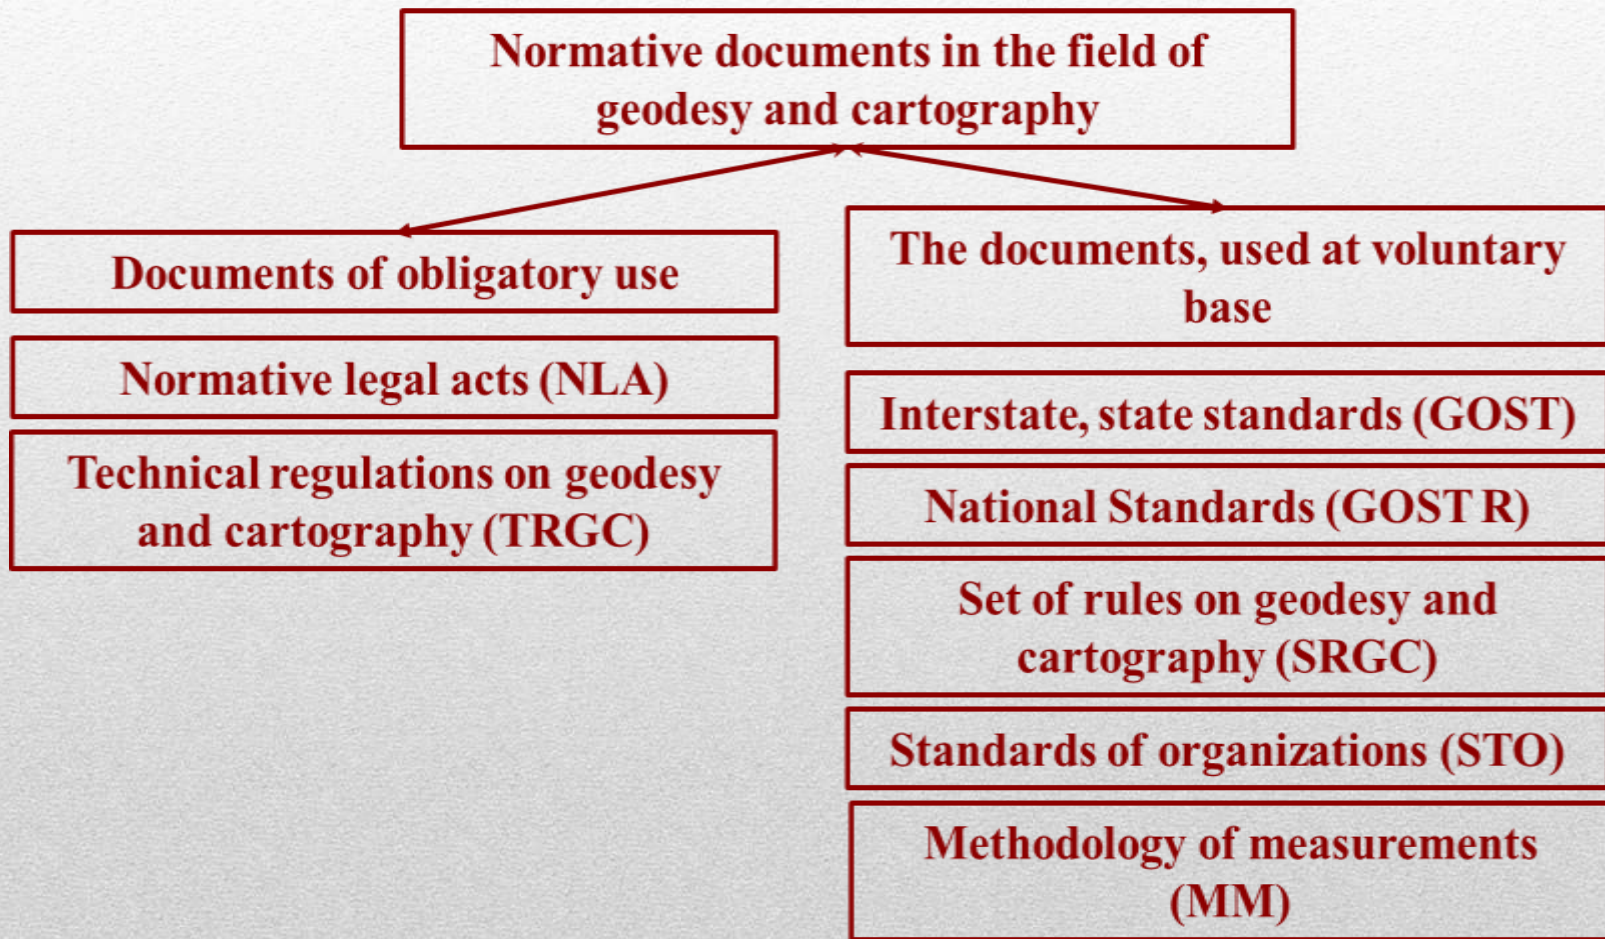 Normative documents in the field of
geodesy and cartography
Documents of obligatory use
Normative legal acts (NLA)
Technical regulations on geodesy
and cartography (TRGC)
The documents, used at voluntary
base
Interstate, state standards (GOST)
National Standards (GOST R)
Set of rules on geodesy and
cartography (SRGC)
Standards of organizations (STO)
Methodology of measurements
(MM)